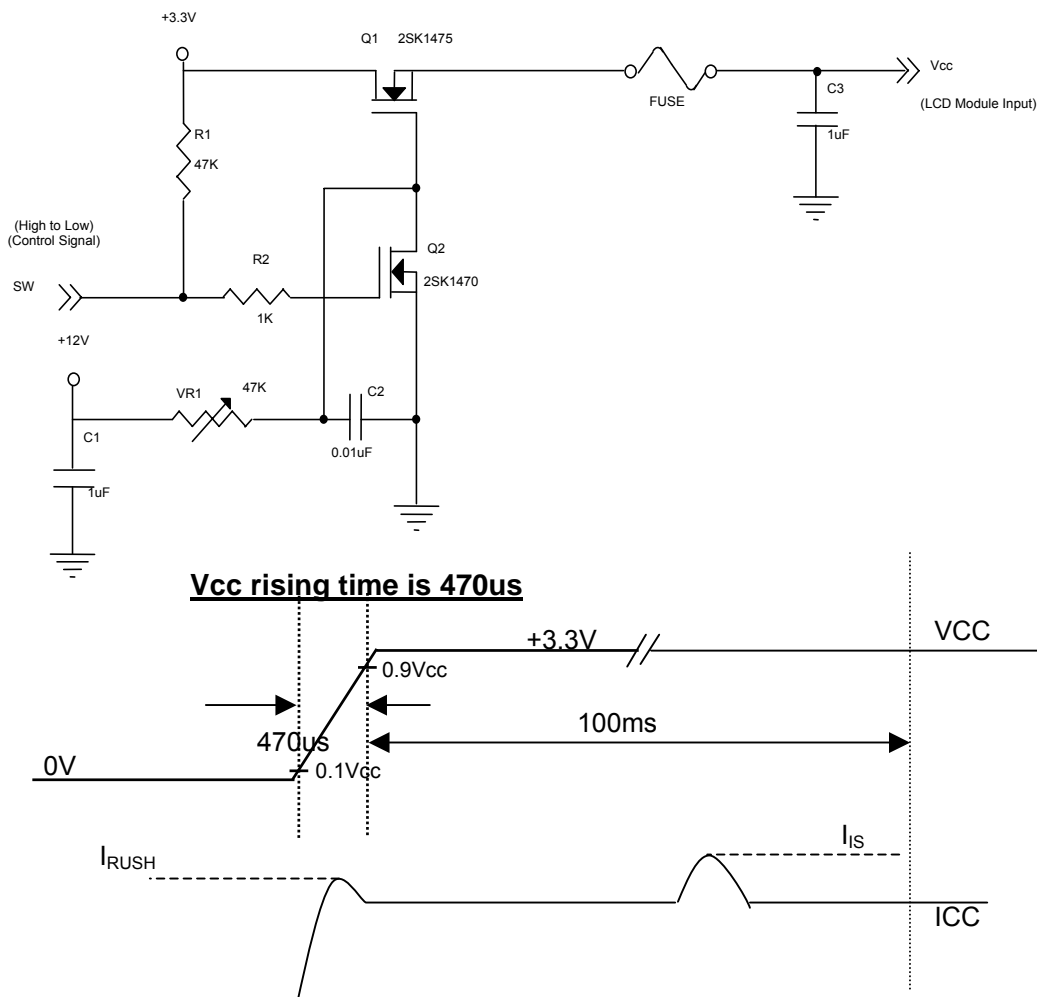 +3.3V
Q1 2SK1475
R1
47K
FUSE
C3
1uF
Vcc
(LCD Module Input)
(High to Low)
(Control Signal)
SW
R2
1K
Q2
2SK1470
+12V
VR1
47K
C2
0.01uF
C1
1uF
Vcc rising time is 470us
+3.3V
VCC
0.9Vcc
470us
100ms
0V
0.1Vcc
IRUSH
IIS
ICC